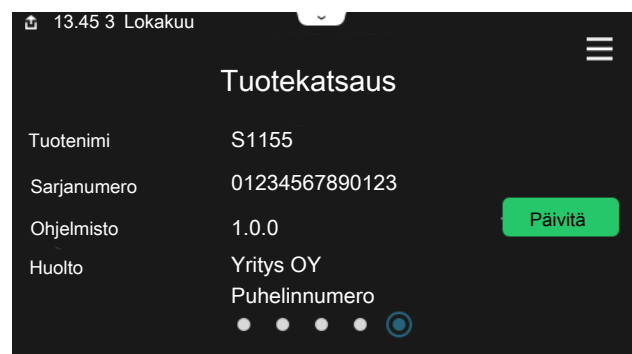 13.45 3 Lokakuu
Tuotekatsaus
Tuotenimi S1155
Sarjanumero 01234567890123
Ohjelmisto 1.0.0 Päivitä
Huolto Yritys OY
Puhelinnumero